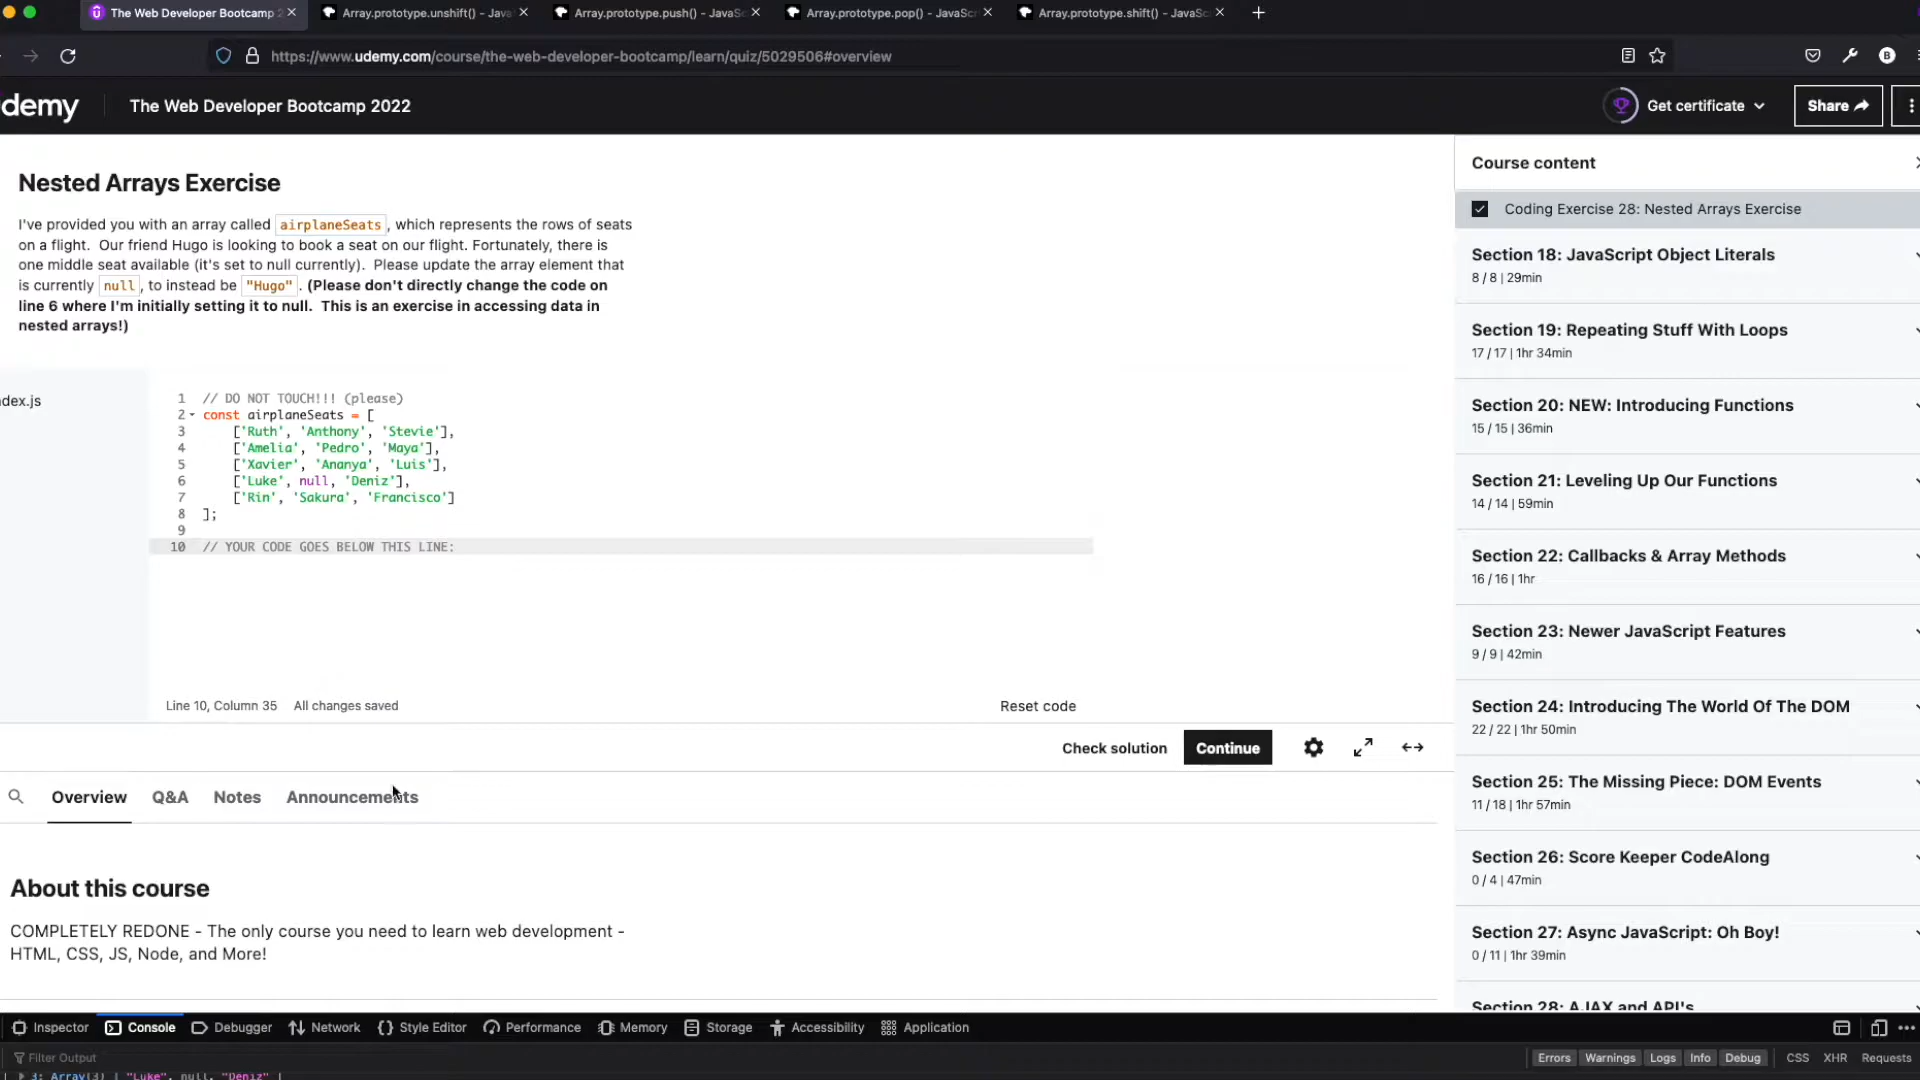 The Web Developer Bootcamp 2
Array.prototype.unshift() - Java
Array.prototype.push() - JavaSc
Array.prototype.pop() - JavaScr
Array.prototype.shift() - JavaSc
https://www.udemy.com/course/the-web-developer-bootcamp/learn/quiz/5029506#overview
B
demy
The Web Developer Bootcamp 2022
Get certificate
Share
Nested Arrays Exercise
I've provided you with an array called airplaneSeats, which represents the rows of seats
on a flight. Our friend Hugo is looking to book a seat on our flight. Fortunately, there is
one middle seat available (it's set to null currently). Please update the array element that
is currently null, to instead be "Hugo". (Please don't directly change the code on
line 6 where I'm initially setting it to null. This is an exercise in accessing data in
nested arrays!)
dex.js
1 // DO NOT TOUCH!!! (please)
2 const airplaneSeats = [
3 ['Ruth', 'Anthony', 'Stevie'],
4 ['Amelia', 'Pedro', 'Maya'],
5 ['Xavier', 'Ananya', 'Luis'],
6 ['Luke', null, 'Deniz'],
7 ['Rin', 'Sakura', 'Francisco']
8 ];
9
10 // YOUR CODE GOES BELOW THIS LINE:
Line 10, Column 35 All changes saved
Reset code
Check solution
Continue
Overview
Q&A
Notes
Announcements
About this course
COMPLETELY REDONE - The only course you need to learn web development -
HTML, CSS, JS, Node, and More!
Course content
Coding Exercise 28: Nested Arrays Exercise
Section 18: JavaScript Object Literals
8 / 8 | 29min
Section 19: Repeating Stuff With Loops
17 / 17 | 1hr 34min
Section 20: NEW: Introducing Functions
15 / 15 | 36min
Section 21: Leveling Up Our Functions
14 / 14 | 59min
Section 22: Callbacks & Array Methods
16 / 16 | 1hr
Section 23: Newer JavaScript Features
9 / 9 | 42min
Section 24: Introducing The World Of The DOM
22 / 22 | 1hr 50min
Section 25: The Missing Piece: DOM Events
11 / 18 | 1hr 57min
Section 26: Score Keeper CodeAlong
0 / 4 | 47min
Section 27: Async JavaScript: Oh Boy!
0 / 11 | 1hr 39min
Section 28: AJAX and API's
Inspector
Console
Debugger
Network
Style Editor
Performance
Memory
Storage
Accessibility
Application
Filter Output
Errors
Warnings
Logs
Info
Debug
CSS
XHR
Requests
3: Array(3) [ "Luke", null, "Deniz" ]